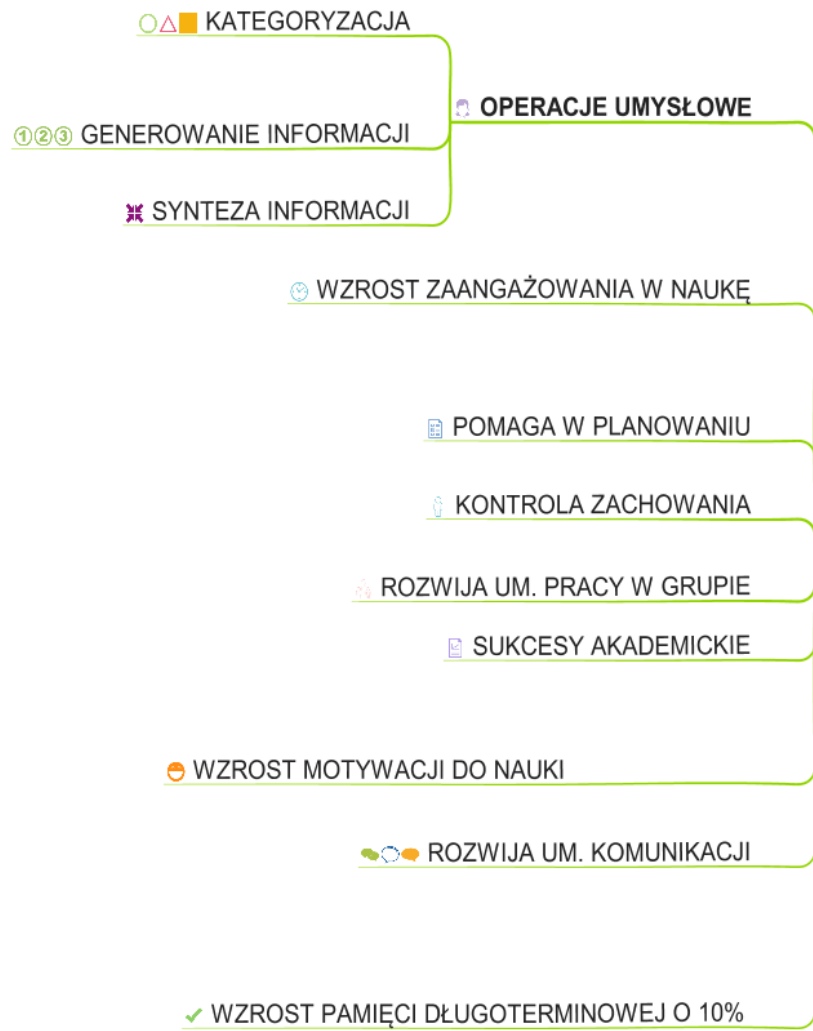 KATEGORYZACJA
OPERACJE UMYSŁOWE
①②③ GENEROWANIE INFORMACJI
SYNTEZA INFORMACJI
WZROST ZAANGAŻOWANIA W NAUKĘ
POMAGA W PLANOWANIU
KONTROLA ZACHOWANIA
ROZWIJA UM. PRACY W GRUPIE
SUKCESY AKADEMICKIE
WZROST MOTYWACJI DO NAUKI
ROZWIJA UM. KOMUNIKACJI
WZROST PAMIĘCI DŁUGOTERMINOWEJ O 10%